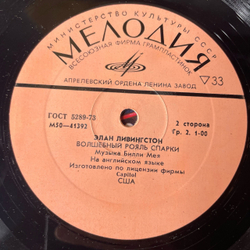 МИНИСТЕРСТВО КУЛЬТУРЫ СССР
МЕЛОДИЯ
ВСЕСОЮЗНАЯ ФИРМА ГРАМПЛАСТИНОК
АПРЕЛЕВСКИЙ ОРДЕНА ЛЕНИНА ЗАВОД
33
ГОСТ 5289-73
М50—41392
2 сторона
Гр. 2. 1-00
ЭЛАН ЛИВИНГСТОН
ВОЛШЕБНЫЙ РОЯЛЬ СПАРКИ
Музыка Билли Мея
На английском языке
Изготовлено по лицензии фирмы
Capitol
США